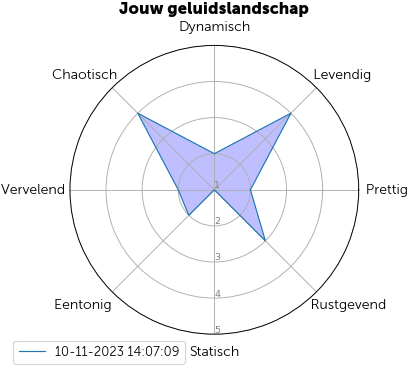 Jouw geluidslandschap
Dynamisch
Chaotisch
Levendig
Vervelend
1
Prettig
2
3
4
Eentonig
Rustgevend
5
10-11-2023 14:07:09
Statisch